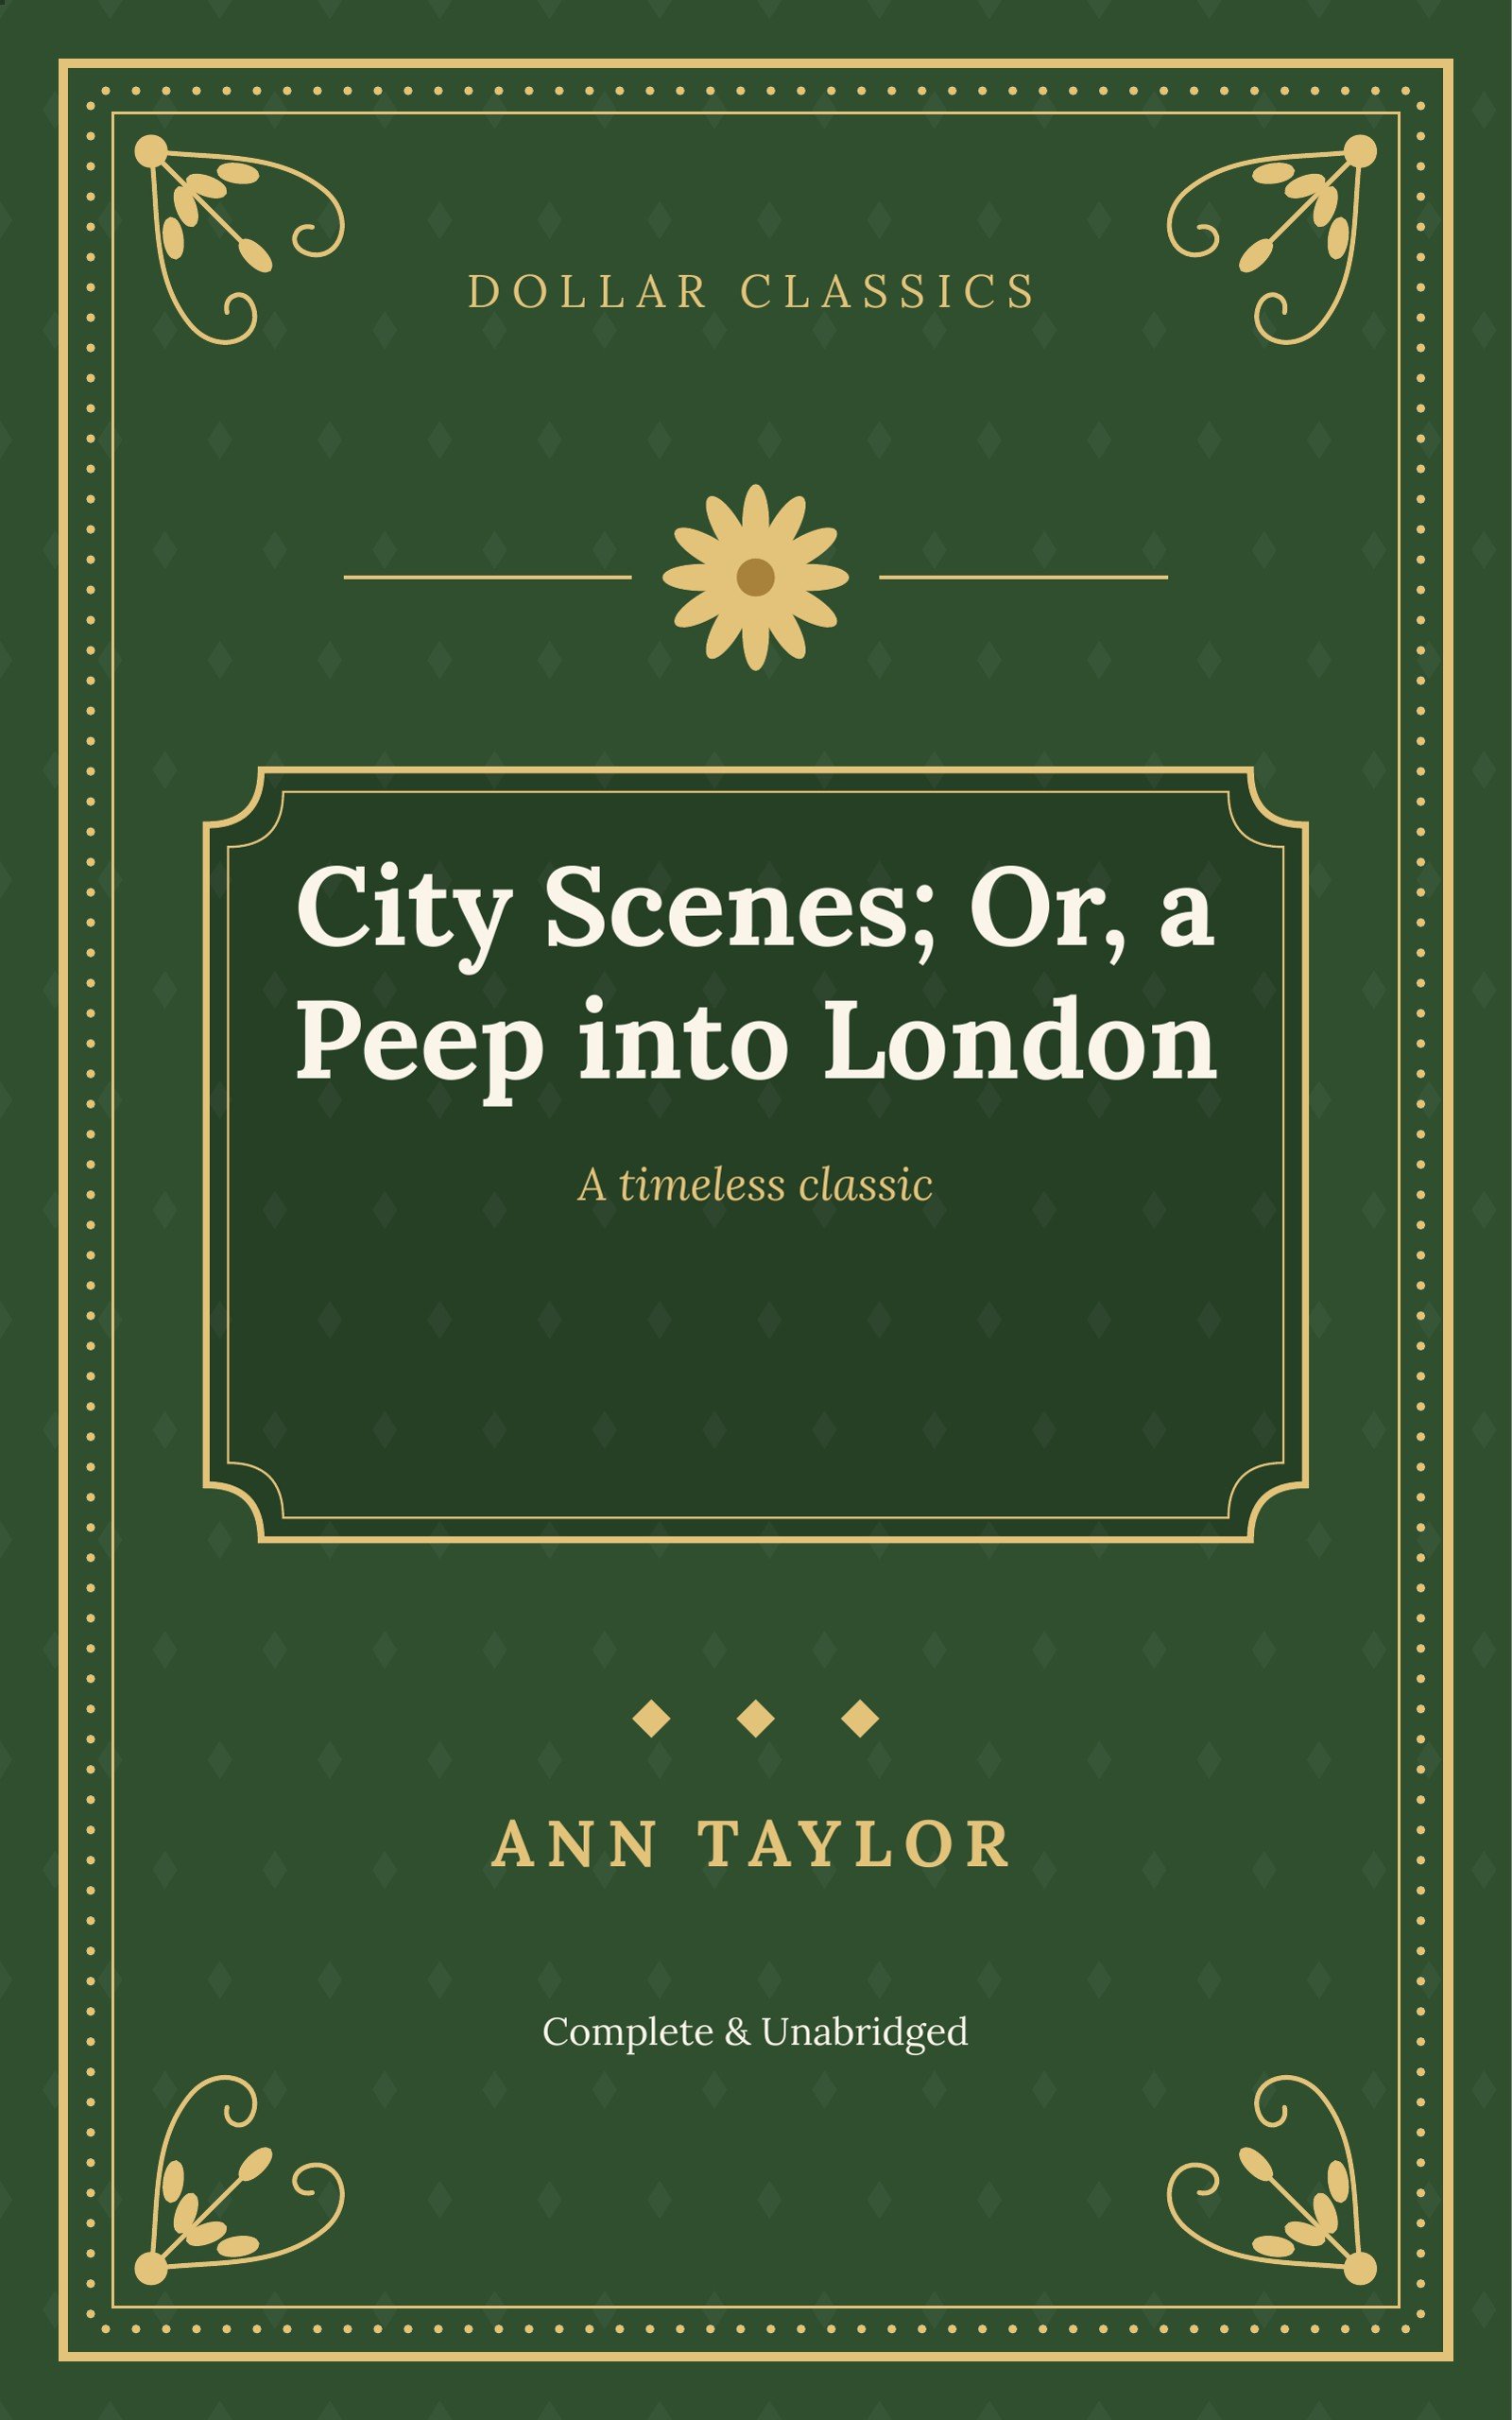 DOLLAR CLASSICS
City Scenes; Or, a
Peep into London
A timeless classic
ANN TAYLOR
Complete & Unabridged